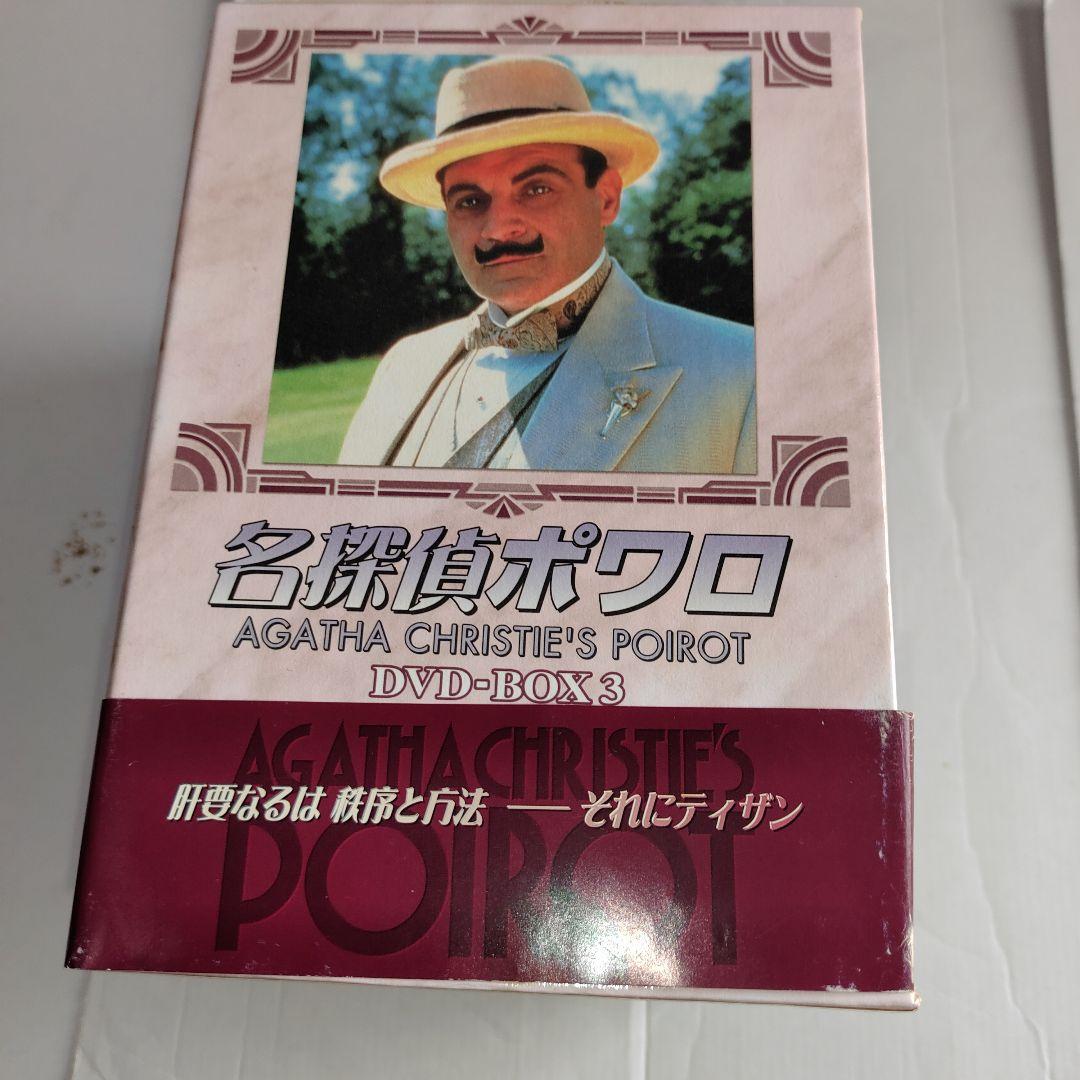 名探偵ポワロ
AGATHA CHRISTIE'S POIROT
DVD-BOX 3
AGATHA CHRISTIE'S
肝要なるは 秩序と方法 ── それにティザン
POIROT